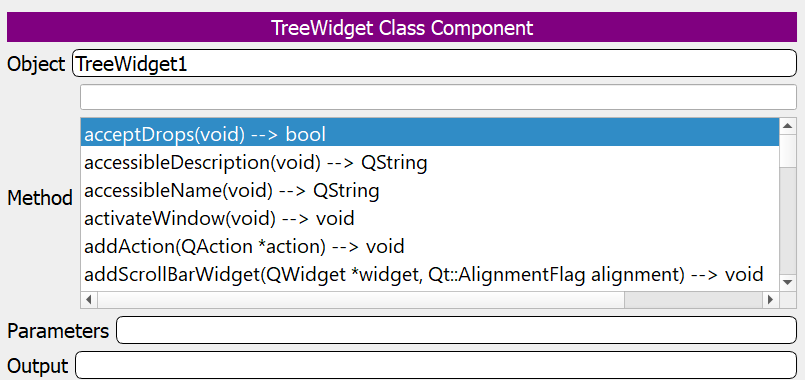 TreeWidget Class Component
Object TreeWidget1
Method
acceptDrops(void) --> bool
accessibleDescription(void) --> QString
accessibleName(void) --> QString
activateWindow(void) --> void
addAction(QAction *action) --> void
addScrollBarWidget(QWidget *widget, Qt::AlignmentFlag alignment) --> void
Parameters
Output